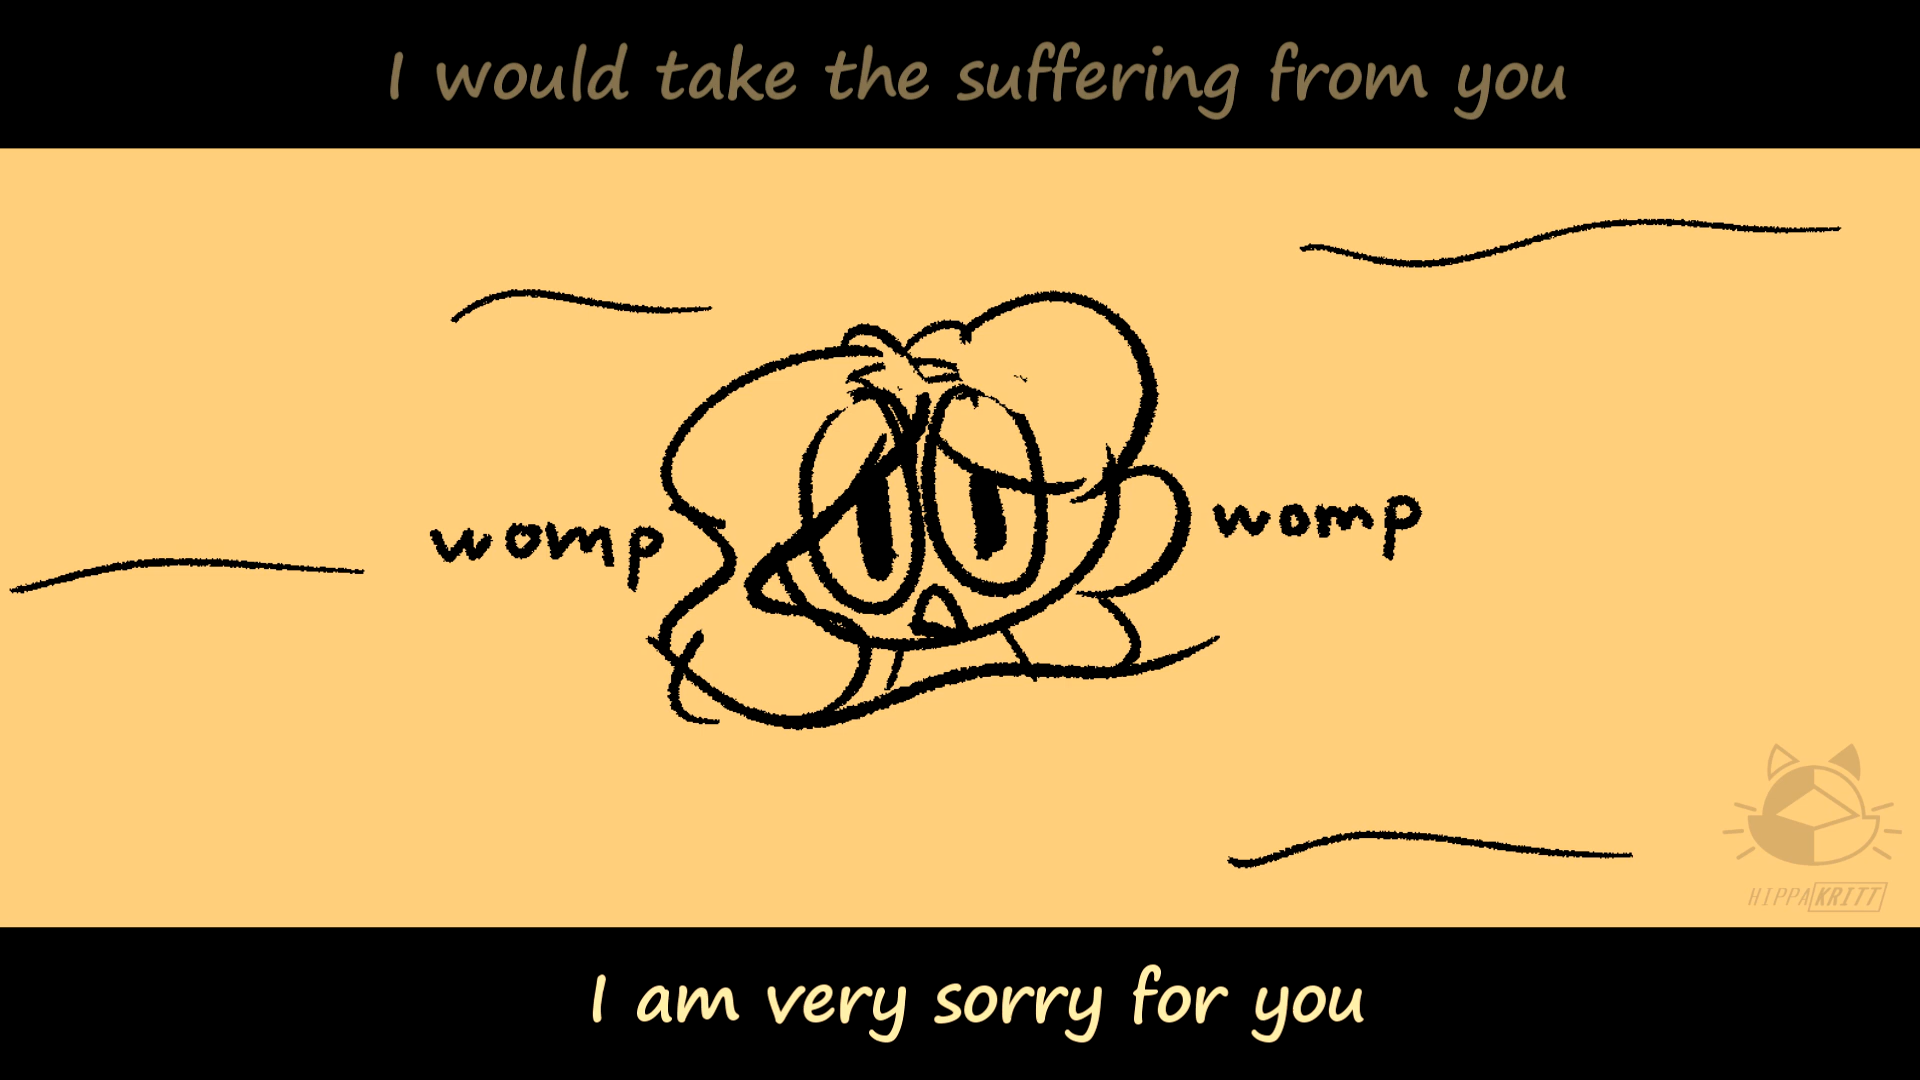 I would take the suffering from you
womp womp
HIPPAKRITT
I am very sorry for you